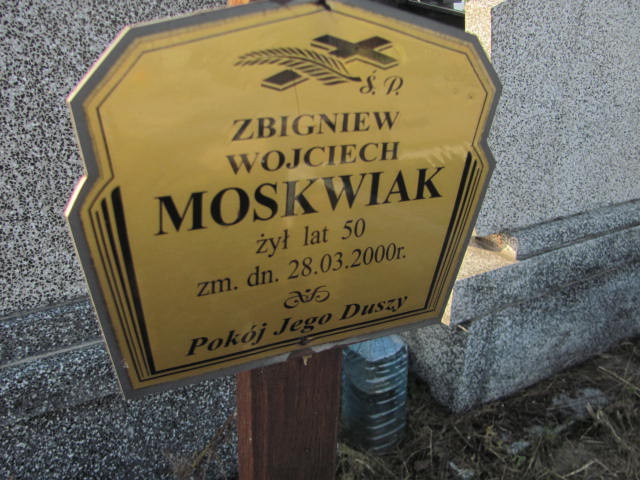 Ś. P.
ZBIGNIEW
WOJCIECH
MOSKWIAK
żył lat 50
zm. dn. 28.03.2000r.
Pokój Jego Duszy